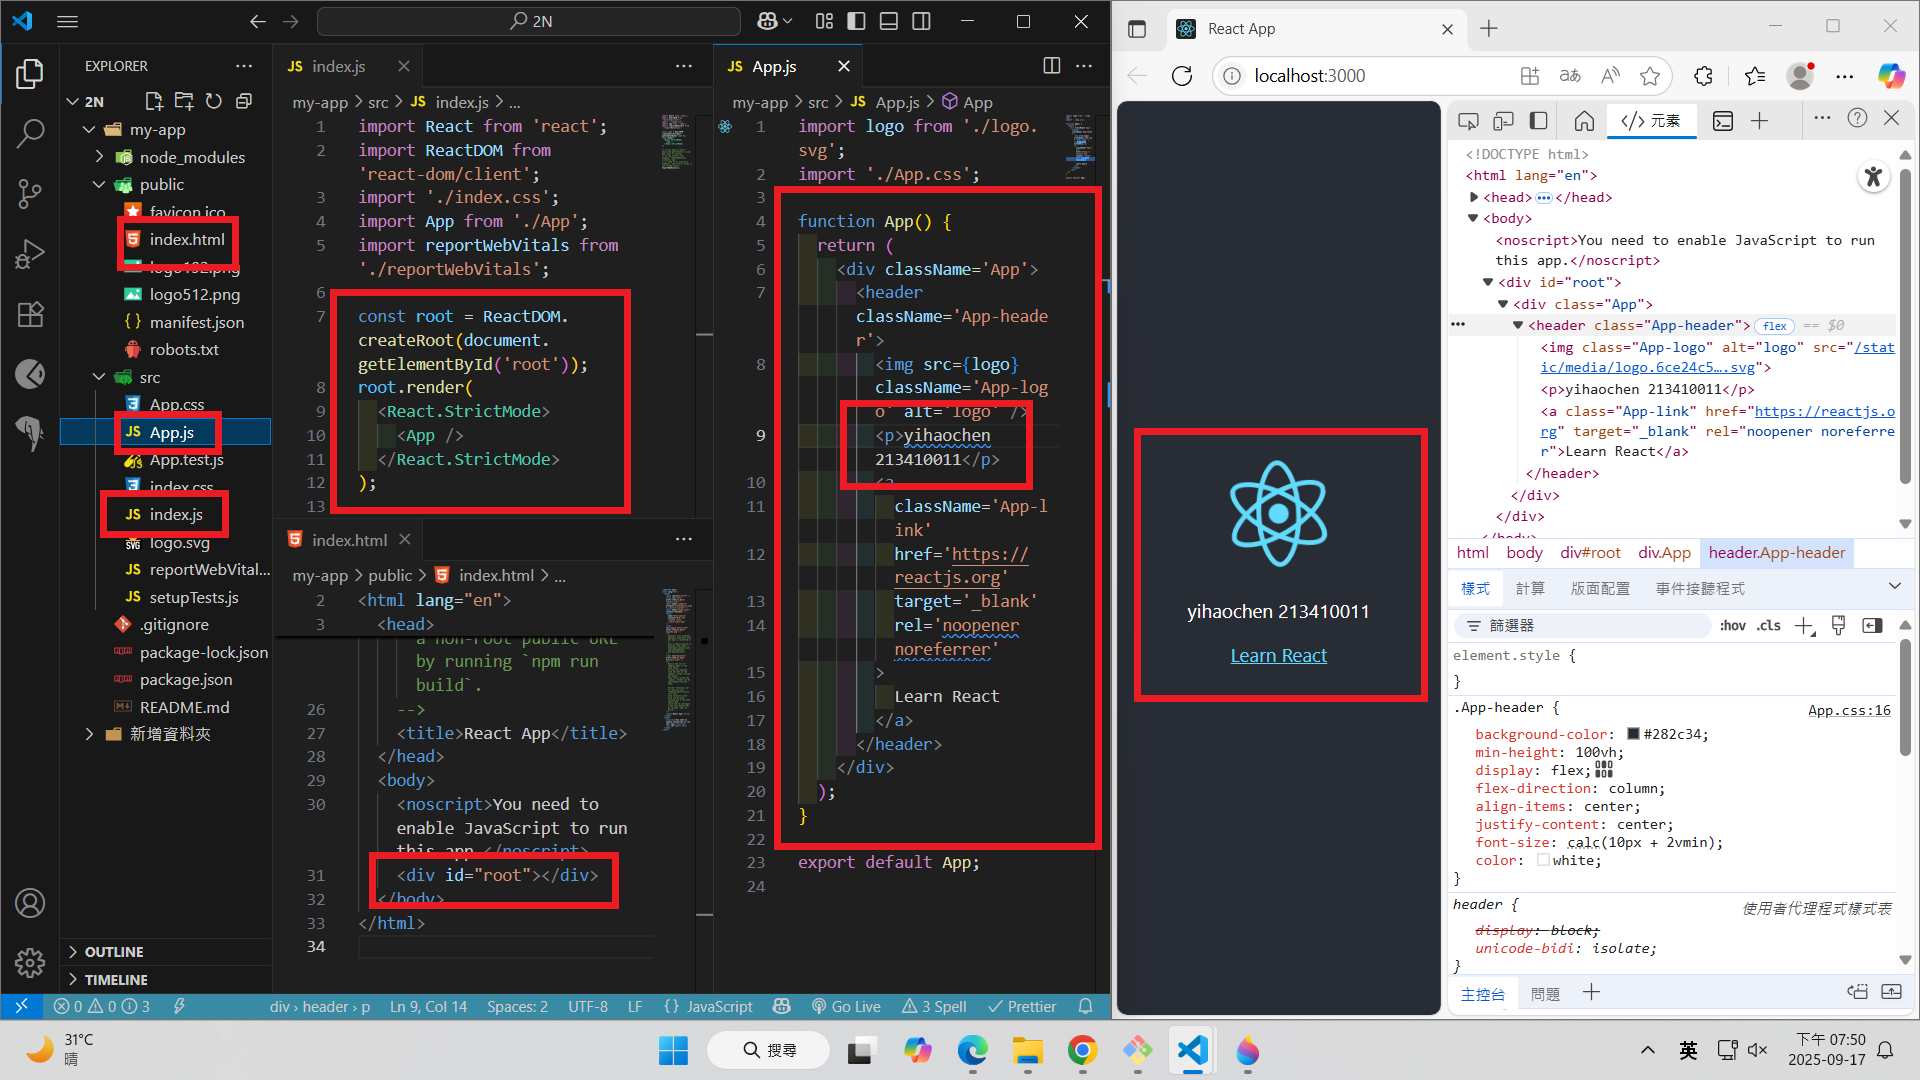 2N
EXPLORER
2N
my-app
node_modules
public
favicon.ico
index.html
logo192.png
logo512.png
manifest.json
robots.txt
src
App.css
App.js
App.test.js
index.css
index.js
logo.svg
reportWebVital...
setupTests.js
.gitignore
package-lock.json
package.json
README.md
新增資料夾
OUTLINE
TIMELINE
index.js
my-app > src > JS index.js > ...
1 import React from 'react';
2 import ReactDOM from
'react-dom/client';
3 import './index.css';
4 import App from './App';
5 import reportWebVitals from
'./reportWebVitals';
6
7 const root = ReactDOM.
createRoot(document.
getElementById('root'));
8 root.render(
9 <React.StrictMode>
10 <App />
11 </React.StrictMode>
12 );
13
index.html
my-app > public > index.html > ...
2 <html lang="en">
3 <head>
a non-root public URL
by running `npm run
build`.
26 -->
27 <title>React App</title>
28 </head>
29 <body>
30 <noscript>You need to
enable JavaScript to run
this app.</noscript>
31 <div id="root"></div>
32 </body>
33 </html>
34
JS App.js
my-app > src > JS App.js > App
1 import logo from './logo.
svg';
2 import './App.css';
3
4 function App() {
5 return (
6 <div className='App'>
7 <header
className='App-heade
r'>
8 <img src={logo}
className='App-log
o' alt='logo' />
9 <p>yihaochen
213410011</p>
10 <a
11 className='App-l
ink'
12 href='https://
reactjs.org'
13 target='_blank'
14 rel='noopener
noreferrer'
15 >
16 Learn React
17 </a>
18 </header>
19 </div>
20 );
21 }
22
23 export default App;
24
0 0 3
div > header > p
Ln 9, Col 14
Spaces: 2
UTF-8
LF
{ } JavaScript
Go Live
3 Spell
Prettier
React App
localhost:3000
yihaochen 213410011
Learn React
</> 元素
<!DOCTYPE html>
<html lang="en">
<head> ... </head>
<body>
<noscript>You need to enable JavaScript to run
this app.</noscript>
<div id="root">
<div class="App">
<header class="App-header"> flex == $0
<img class="App-logo" alt="logo" src="/stat
ic/media/logo.6ce24c5….svg">
<p>yihaochen 213410011</p>
<a class="App-link" href="https://reactjs.o
rg" target="_blank" rel="noopener noreferre
r">Learn React</a>
</header>
</div>
</div>
</body>
html body div#root div.App header.App-header
樣式 計算 版面配置 事件接聽程式
篩選器 :hov .cls
element.style {
}
.App-header { App.css:16
background-color: #282c34;
min-height: 100vh;
display: flex;
flex-direction: column;
align-items: center;
justify-content: center;
font-size: calc(10px + 2vmin);
color: white;
}
header { 使用者代理程式樣式表
display: block;
unicode-bidi: isolate;
}
主控台 問題
31°C
晴
搜尋
英
下午 07:50
2025-09-17